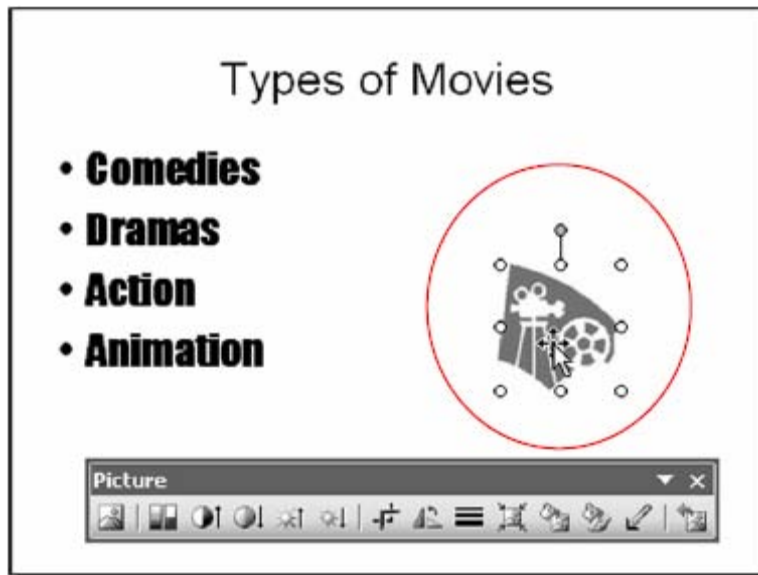 Types of Movies
• Comedies
• Dramas
• Action
• Animation
Picture